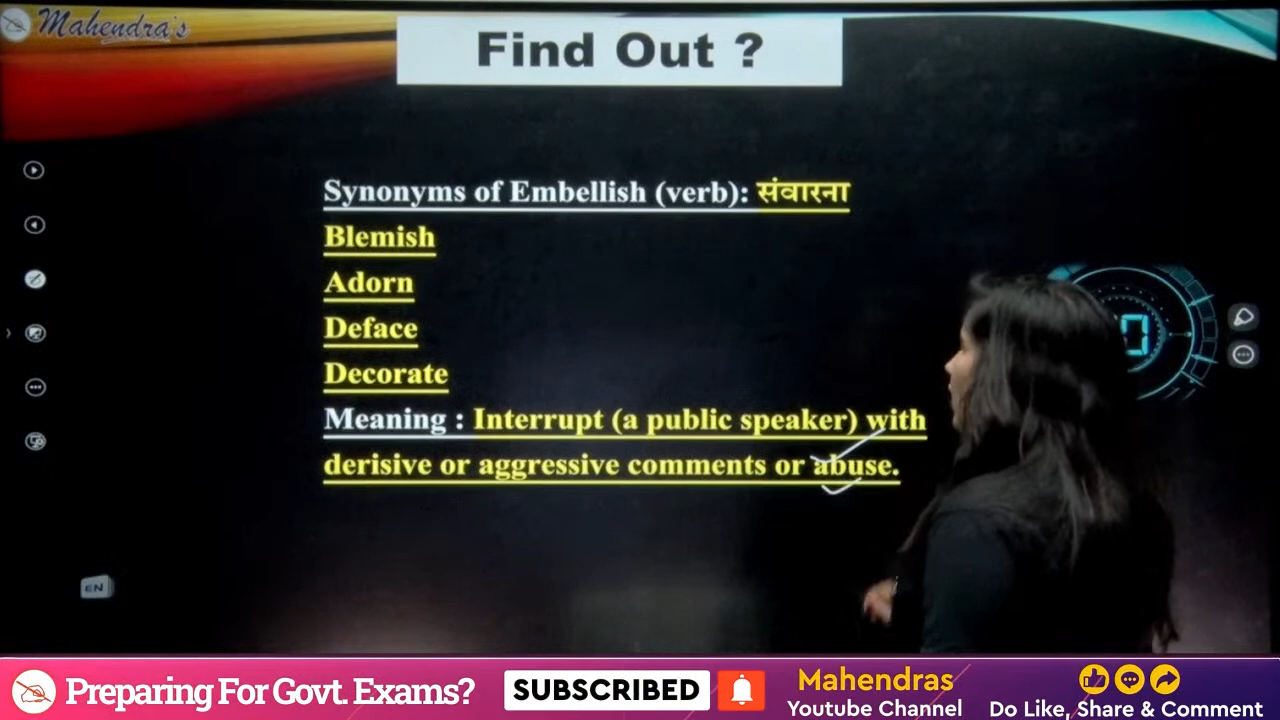 Mahendra's
Find Out ?
Synonyms of Embellish (verb): संवारना
Blemish
Adorn
Deface
Decorate
Meaning : Interrupt (a public speaker) with
derisive or aggressive comments or abuse.
0
EN
Preparing For Govt. Exams?
SUBSCRIBED
Mahendras
Youtube Channel
Do Like, Share & Comment